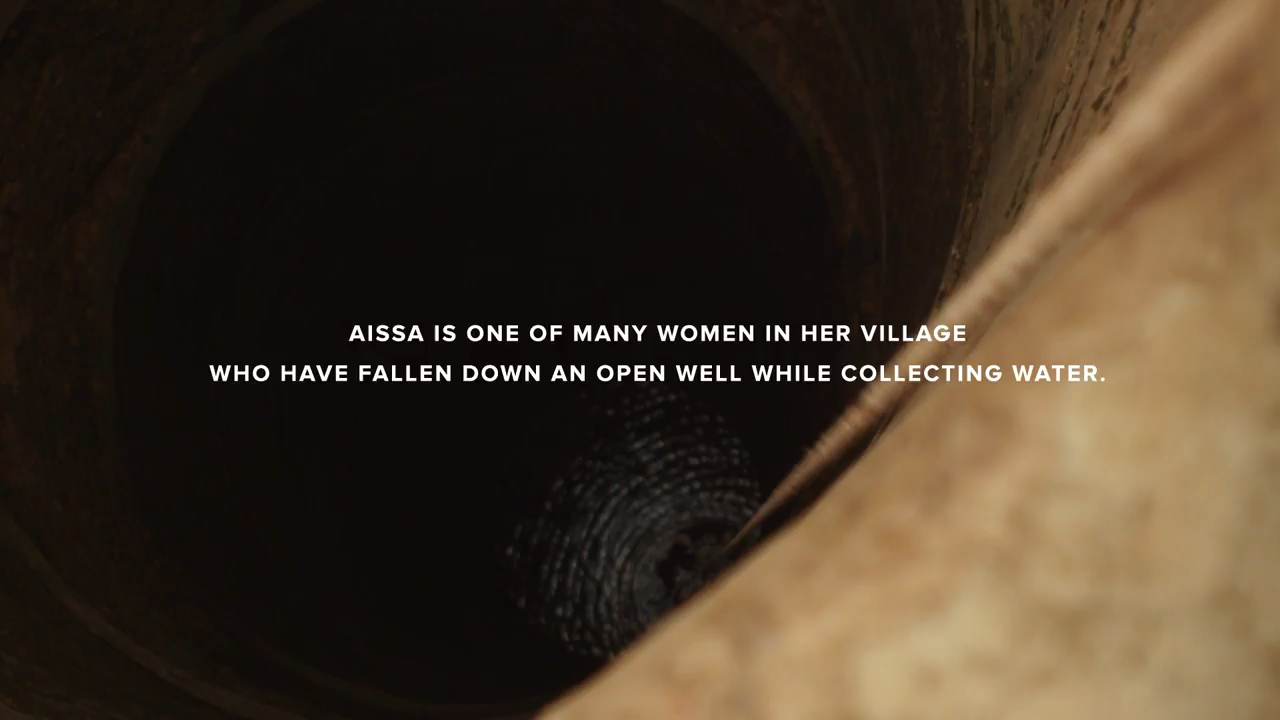 AISSA IS ONE OF MANY WOMEN IN HER VILLAGE
WHO HAVE FALLEN DOWN AN OPEN WELL WHILE COLLECTING WATER.